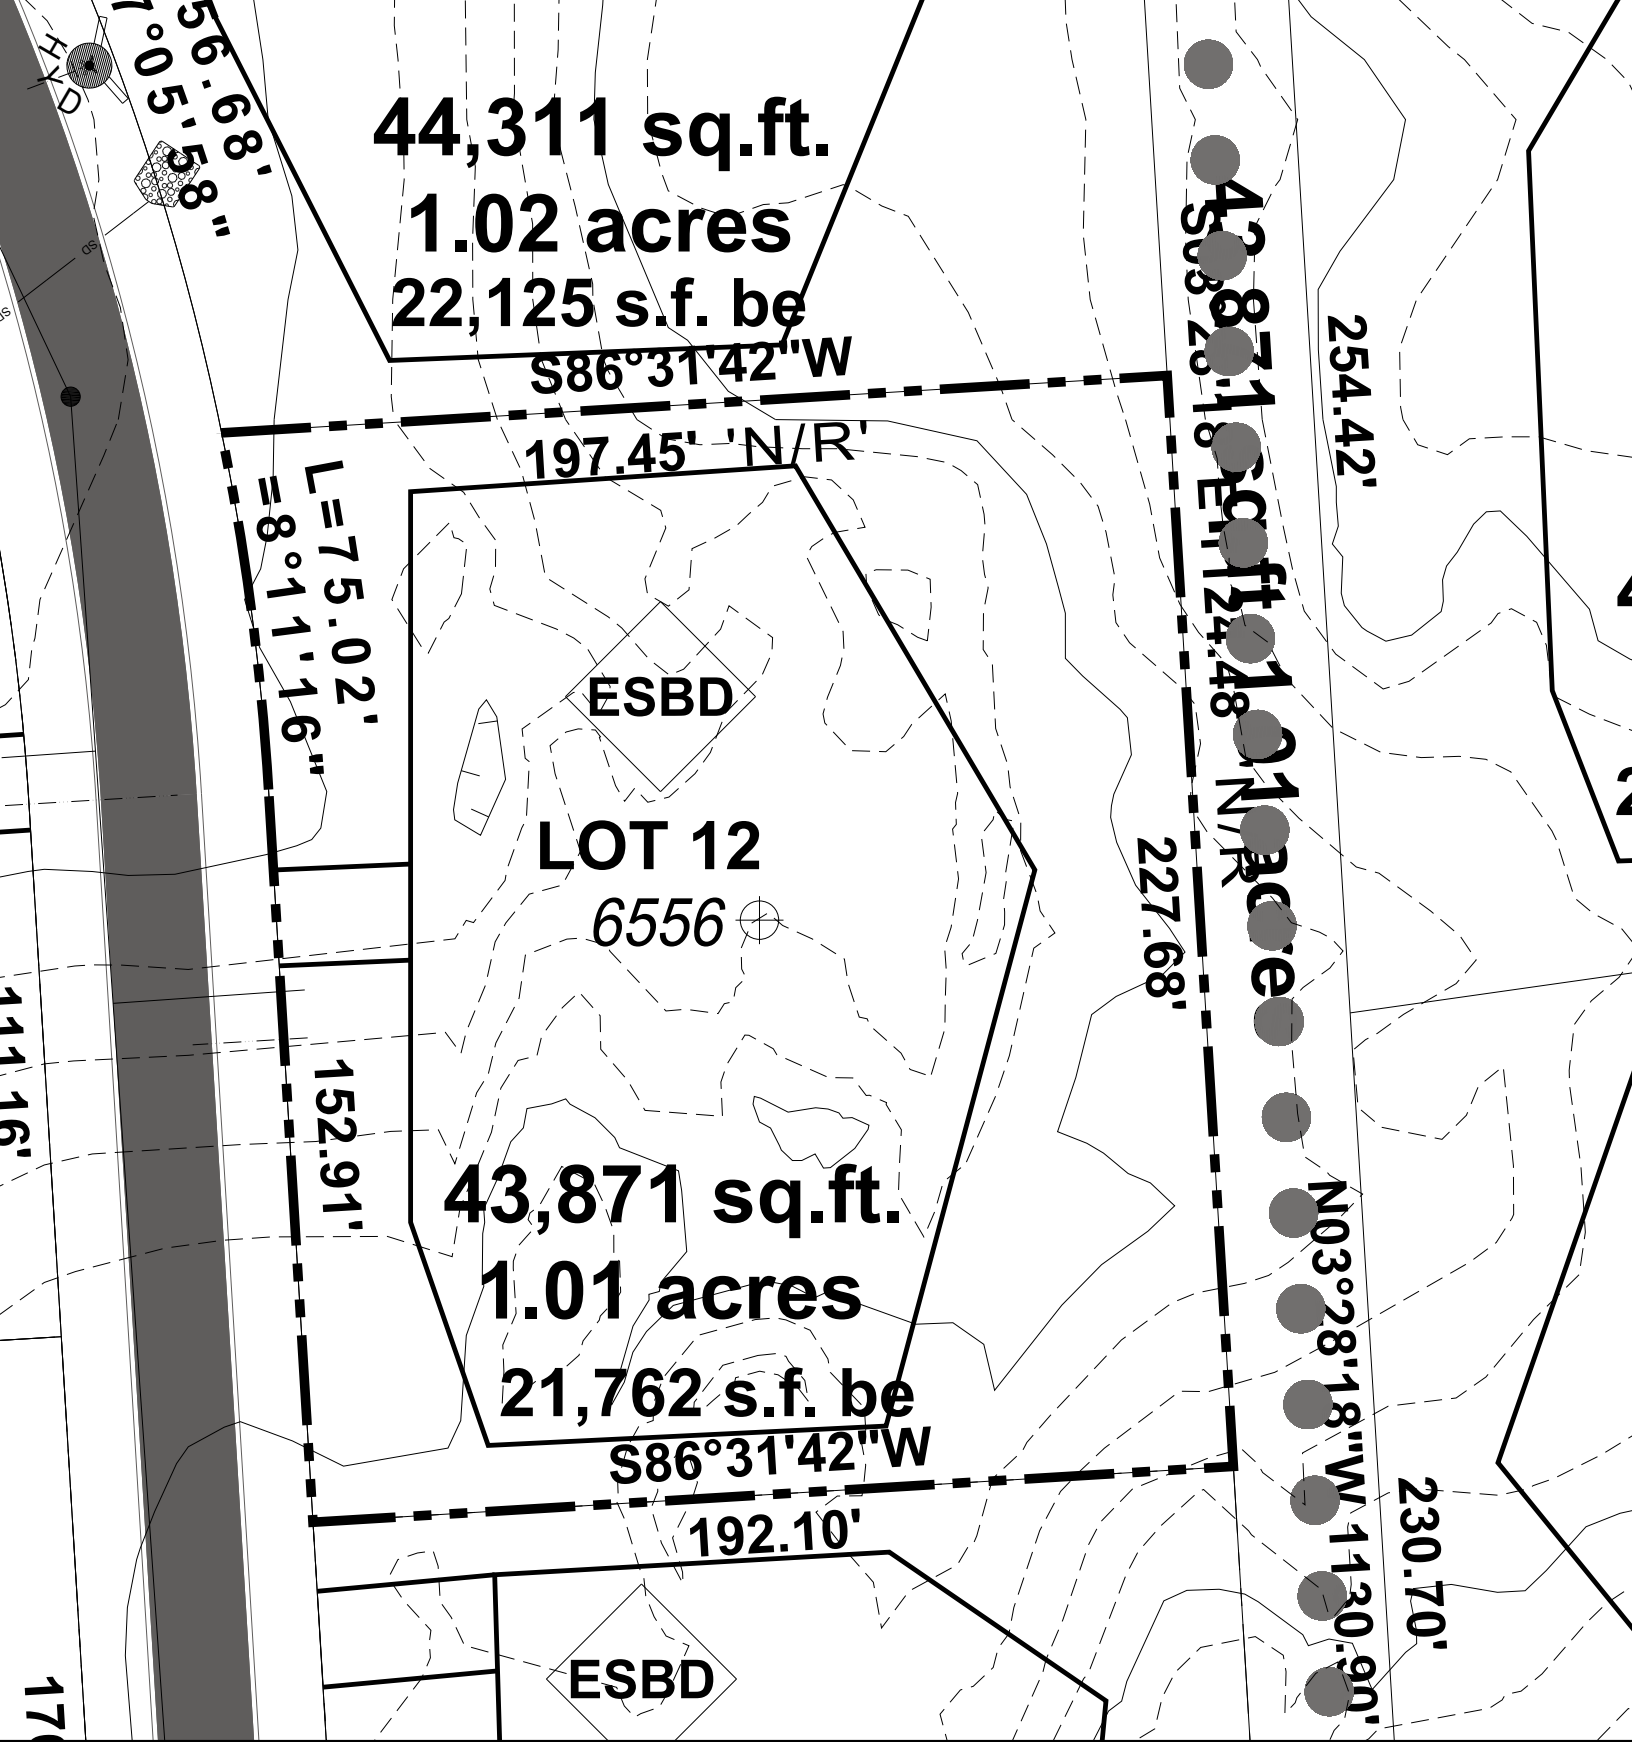 HYD
56.68'
7°05'58"
SD
44,311 sq.ft.
1.02 acres
22,125 s.f. be
S86°31'42"W
197.45' 'N/R'
L=75.02'
=8°11'16"
ESBD
LOT 12
6556
43,871 sq.ft.
1.01 acres
21,762 s.f. be
S86°31'42"W
192.10'
152.91'
227.68'
254.42'
'N/R'
N03°28'18"W 1130.90'
230.70'
111.16'
ESBD